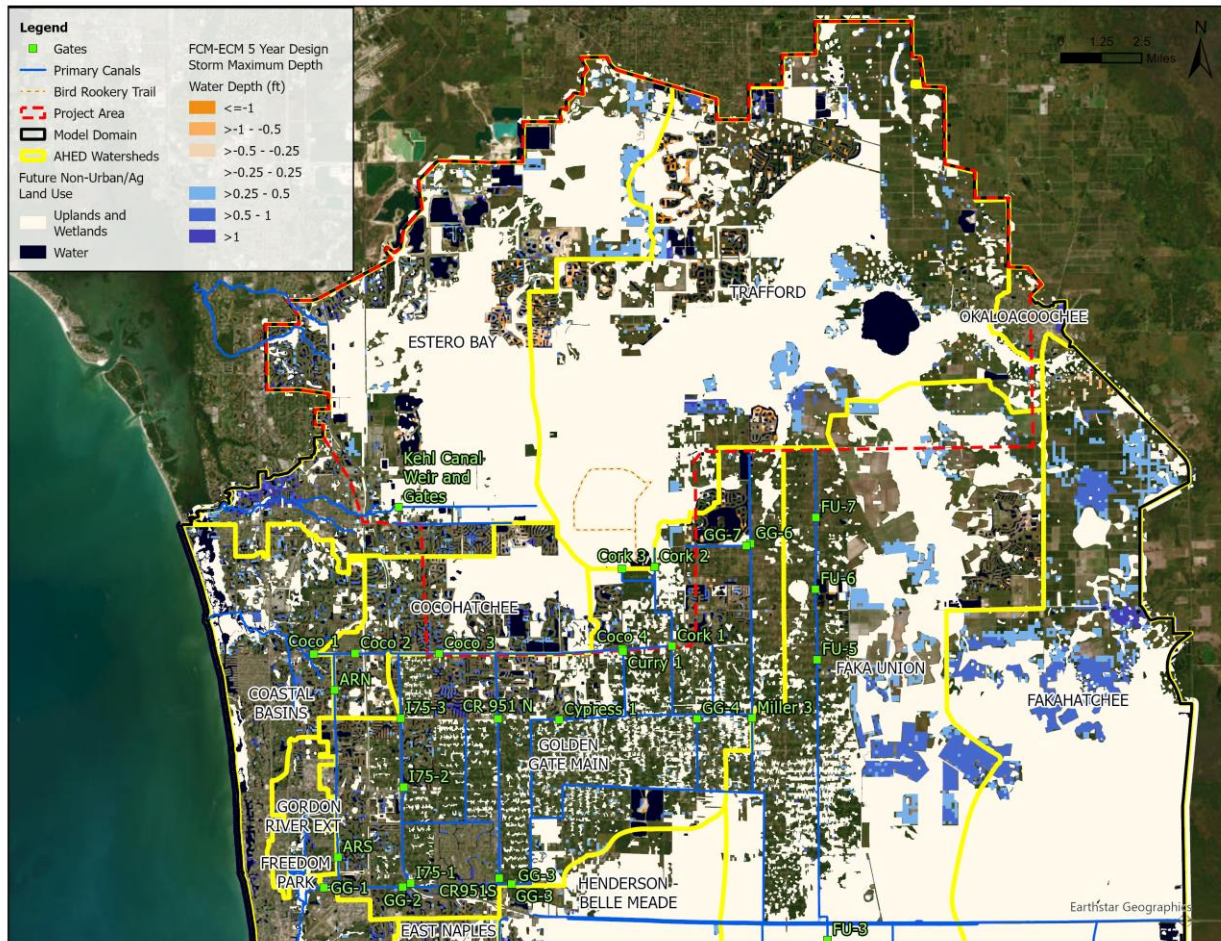 Legend
Gates
Primary Canals
Bird Rookery Trail
Project Area
Model Domain
AHED Watersheds
Future Non-Urban/Ag
Land Use
Uplands and
Wetlands
Water
FCM-ECM 5 Year Design
Storm Maximum Depth
Water Depth (ft)
<=-1
>-1 - -0.5
>-0.5 - -0.25
>-0.25 - 0.25
>0.25 - 0.5
>0.5 - 1
>1
N
0 1.25 2.5
Miles
TRAFFORD
OKALOACOOCHEE
ESTERO BAY
Kehl Canal
Weir and
Gates
FU-7
GG-7
GG-6
Cork 3
Cork 2
FU-6
COCOHATCHEE
Coco 1
Coco 2
Coco 3
Coco 4
Cork 1
Curry 1
FU-5
FAKA UNION
COASTAL
BASINS
ARN
FAKAHATCHEE
I75-3
CR 951 N
Cypress 1
GG-4
Miller 3
GOLDEN
GATE MAIN
I75-2
GORDON
RIVER EXT
ARS
FREEDOM
PARK
GG-1
I75-1
GG-2
CR951S
GG-3
GG-3
HENDERSON -
BELLE MEADE
EAST NAPLES
Earthstar Geographics
FU-3